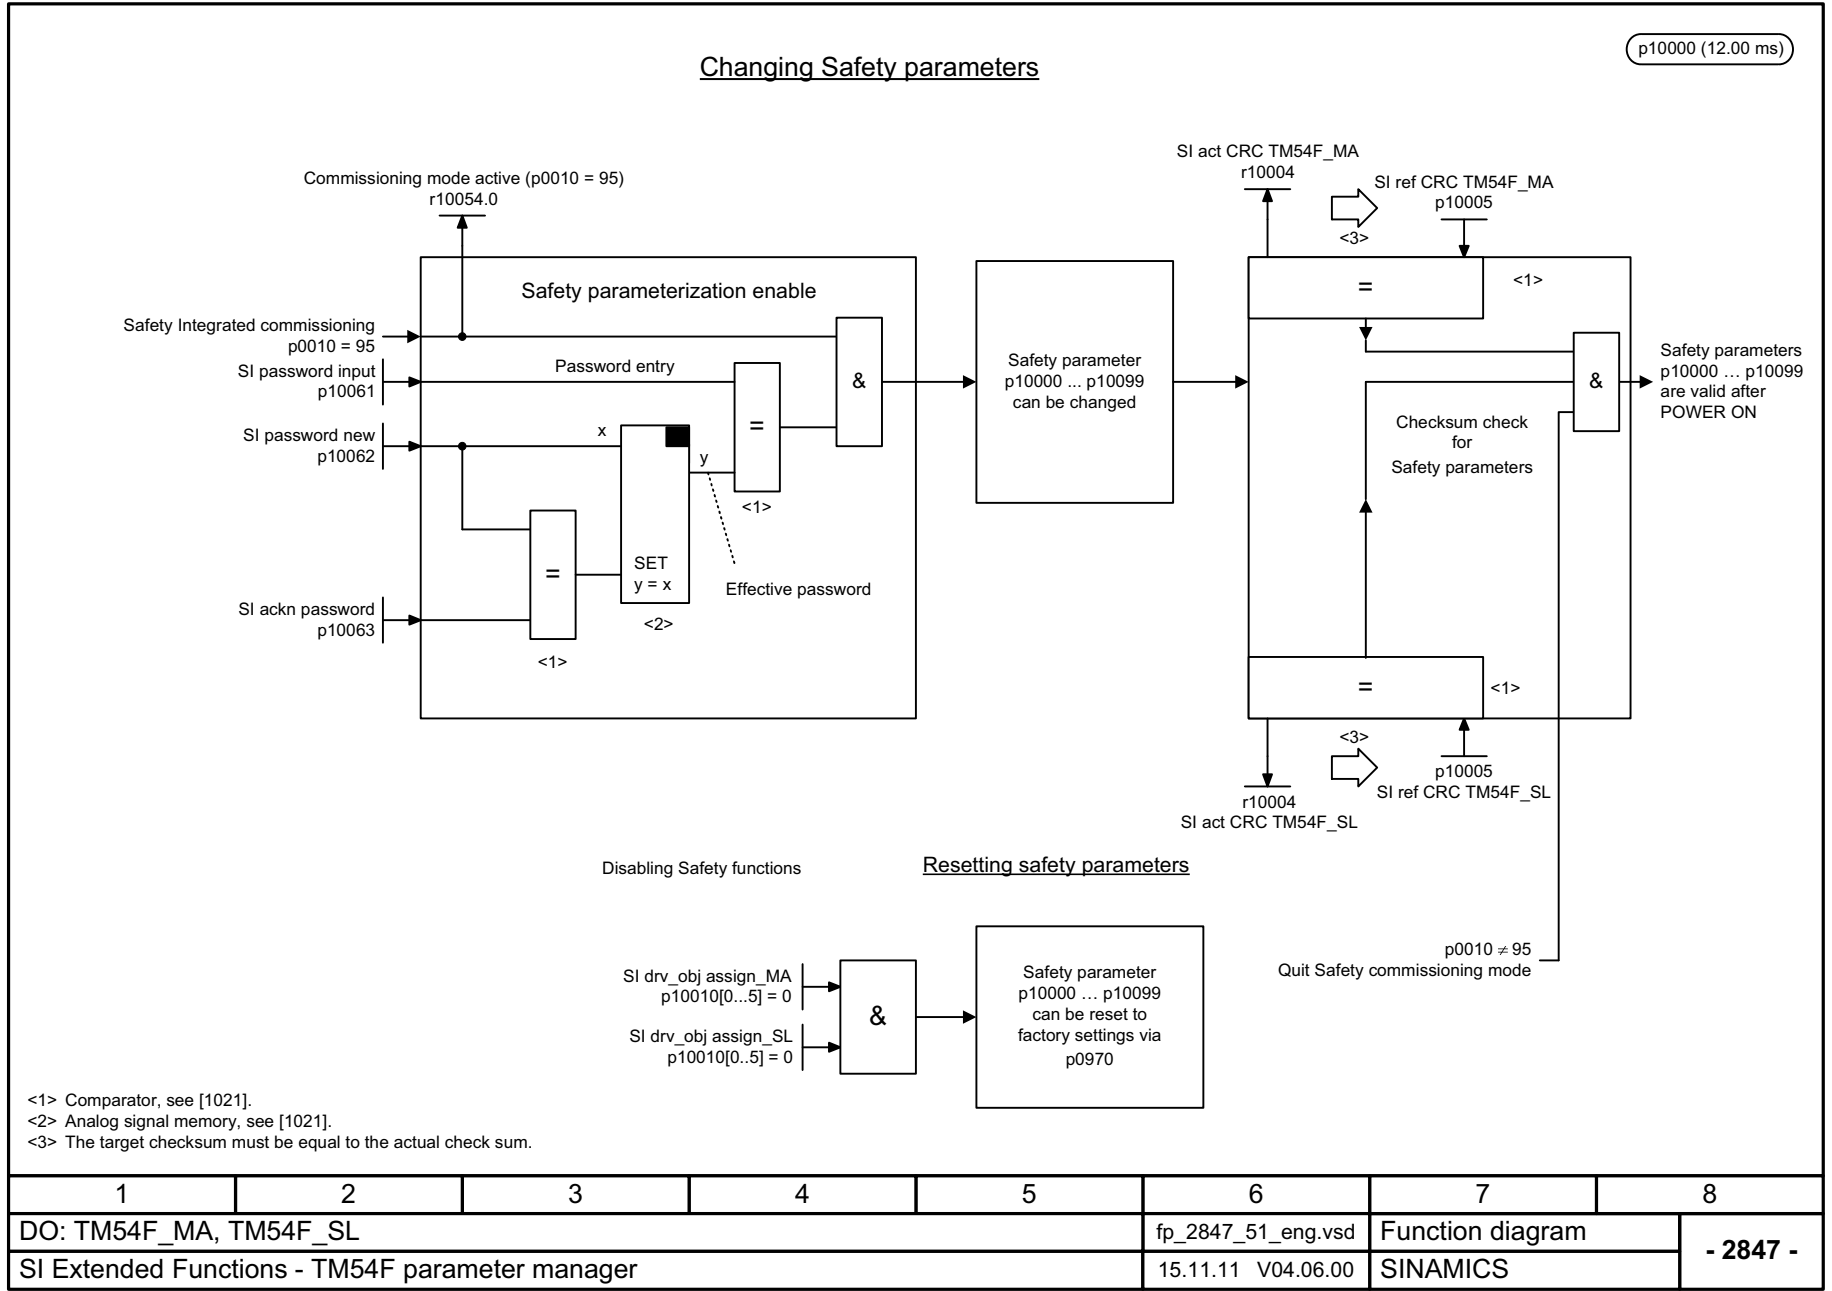 p10000 (12.00 ms)
Changing Safety parameters
SI act CRC TM54F_MA
r10004
Commissioning mode active (p0010 = 95)
r10054.0
SI ref CRC TM54F_MA
p10005
<3>
Safety parameterization enable
=
<1>
Safety Integrated commissioning
p0010 = 95
SI password input
p10061
Password entry
&
=
<1>
SI password new
p10062
x
y
SET
y = x
<2>
Effective password
=
<1>
SI ackn password
p10063
Safety parameter
p10000 ... p10099
can be changed
&
Safety parameters
p10000 … p10099
are valid after
POWER ON
Checksum check
for
Safety parameters
=
<1>
<3>
p10005
SI ref CRC TM54F_SL
r10004
SI act CRC TM54F_SL
Disabling Safety functions
Resetting safety parameters
p0010 ≠ 95
Quit Safety commissioning mode
SI drv_obj assign_MA
p10010[0...5] = 0
SI drv_obj assign_SL
p10010[0..5] = 0
&
Safety parameter
p10000 … p10099
can be reset to
factory settings via
p0970
<1> Comparator, see [1021].
<2> Analog signal memory, see [1021].
<3> The target checksum must be equal to the actual check sum.
1 2 3 4 5 6 7 8
DO: TM54F_MA, TM54F_SL
fp_2847_51_eng.vsd
Function diagram
- 2847 -
SI Extended Functions - TM54F parameter manager
15.11.11 V04.06.00
SINAMICS